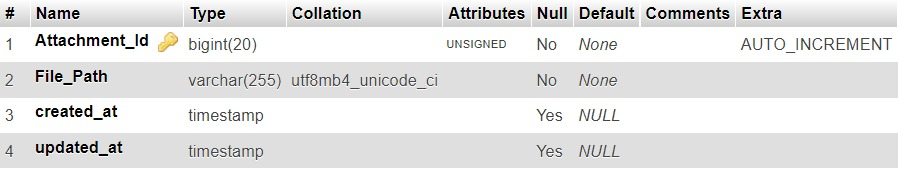 # Name Type Collation Attributes Null Default Comments Extra
1 Attachment_Id bigint(20) UNSIGNED No None AUTO_INCREMENT
2 File_Path varchar(255) utf8mb4_unicode_ci No None
3 created_at timestamp Yes NULL
4 updated_at timestamp Yes NULL